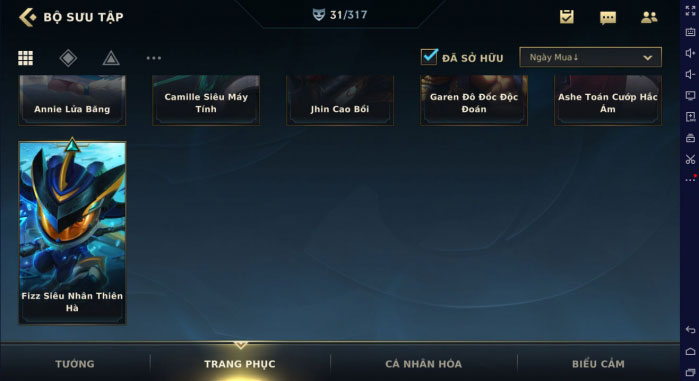 BỘ SƯU TẬP
31/317
ĐÃ SỞ HỮU
Ngày Mua↓
Annie Lửa Băng
Camille Siêu Máy
Tính
Jhin Cao Bồi
Garen Đô Đốc Độc
Đoán
Ashe Toán Cướp Hắc
Ám
Fizz Siêu Nhân Thiên
Hà
TƯỚNG
TRANG PHỤC
CÁ NHÂN HÓA
BIỂU CẢM